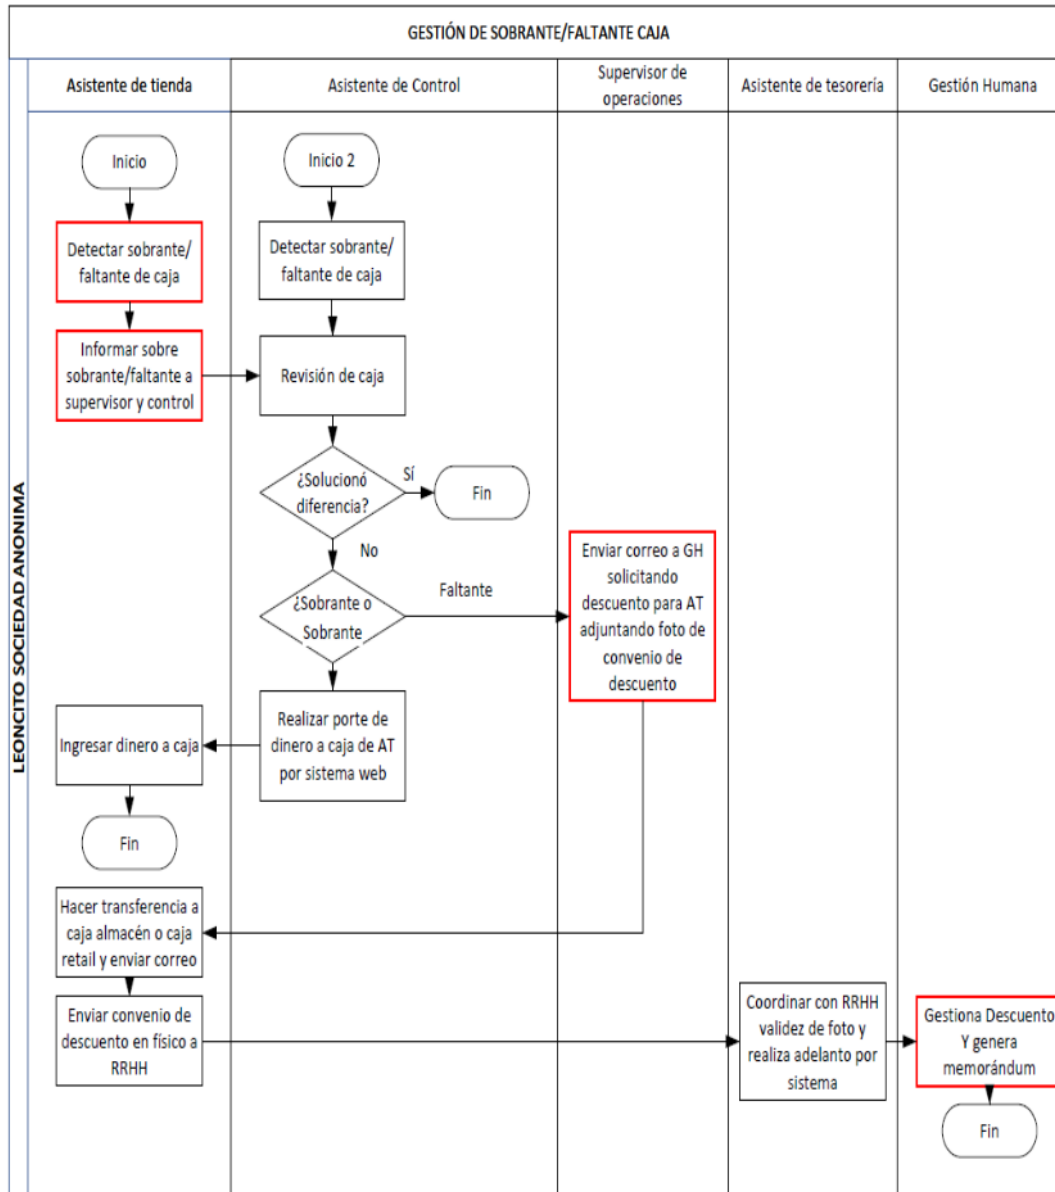 GESTIÓN DE SOBRANTE/FALTANTE CAJA
LEONCITO SOCIEDAD ANONIMA
Asistente de tienda
Asistente de Control
Supervisor de
operaciones
Asistente de tesorería
Gestión Humana
Inicio
Inicio 2
Detectar sobrante/
faltante de caja
Detectar sobrante/
faltante de caja
Informar sobre
sobrante/faltante a
supervisor y control
Revisión de caja
¿Solucionó
diferencia?
Sí
Fin
No
¿Sobrante o
Sobrante
Faltante
Enviar correo a GH
solicitando
descuento para AT
adjuntando foto de
convenio de
descuento
Realizar porte de
dinero a caja de AT
por sistema web
Ingresar dinero a caja
Fin
Hacer transferencia a
caja almacén o caja
retail y enviar correo
Enviar convenio de
descuento en físico a
RRHH
Coordinar con RRHH
validez de foto y
realiza adelanto por
sistema
Gestiona Descuento
Y genera
memorándum
Fin